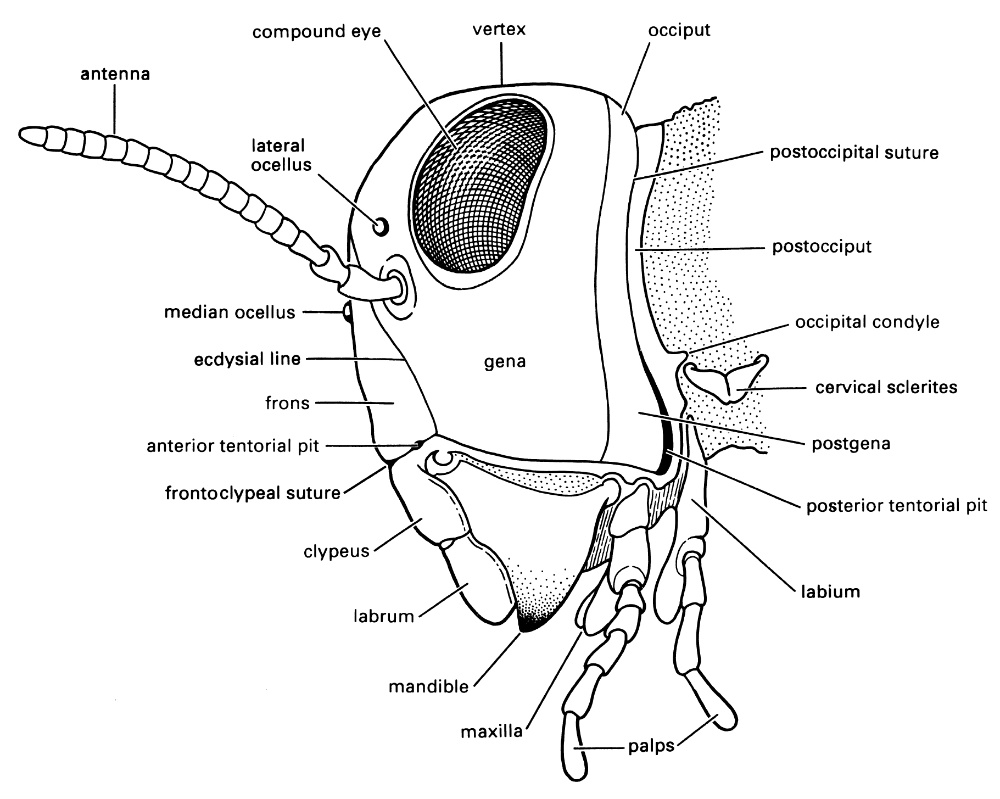 compound eye
vertex
occiput
antenna
lateral
ocellus
postoccipital suture
postocciput
median ocellus
occipital condyle
ecdysial line
gena
cervical sclerites
frons
anterior tentorial pit
postgena
frontoclypeal suture
posterior tentorial pit
clypeus
labium
labrum
mandible
maxilla
palps